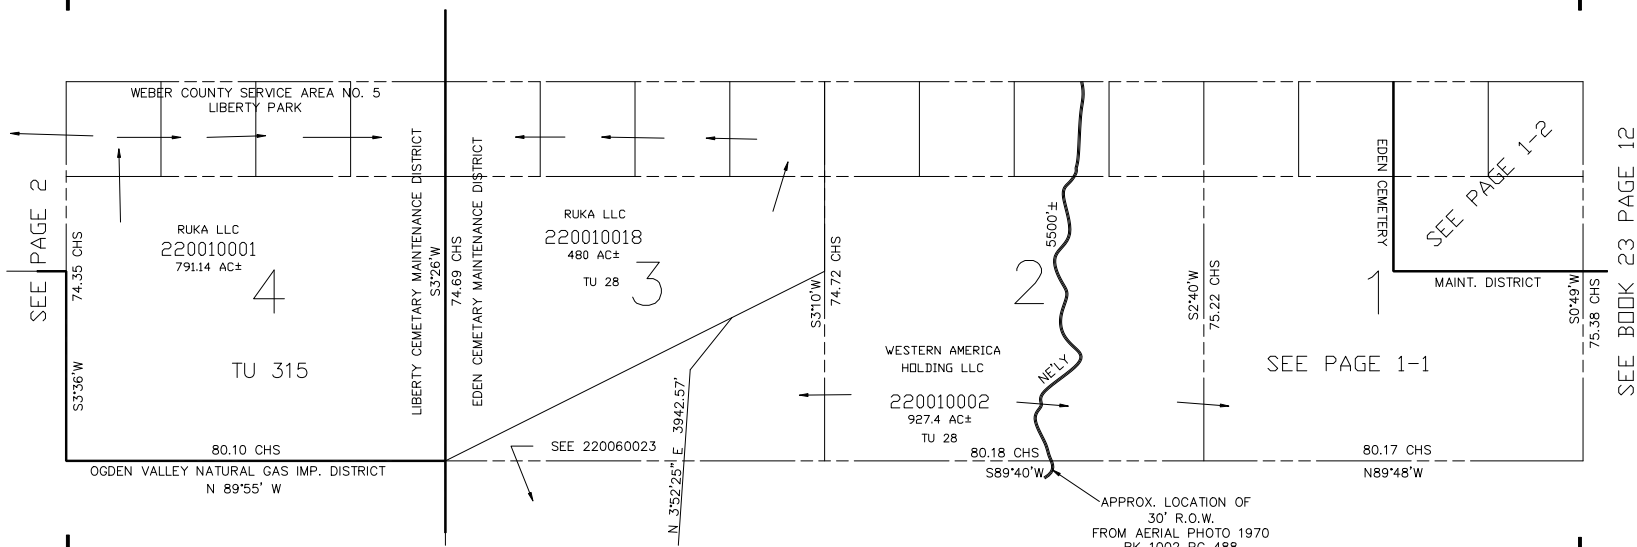 WEBER COUNTY SERVICE AREA NO. 5
LIBERTY PARK
SEE PAGE 2
74.35 CHS
S3°36'W
RUKA LLC
220010001
791.14 AC±
4
TU 315
80.10 CHS
OGDEN VALLEY NATURAL GAS IMP. DISTRICT
N 89°55' W
LIBERTY CEMETARY MAINTENANCE DISTRICT
S3°26'W
74.69 CHS
EDEN CEMETARY MAINTENANCE DISTRICT
RUKA LLC
220010018
480 AC±
TU 28
3
SEE 220060023
N 3°52'25" E 3942.57'
S3°10'W
74.72 CHS
WESTERN AMERICA
HOLDING LLC
220010002
927.4 AC±
TU 28
2
5500'±
NE'LY
80.18 CHS
S89°40'W
APPROX. LOCATION OF
30' R.O.W.
FROM AERIAL PHOTO 1970
BK 1002 PG 488
S2°40'W
75.22 CHS
EDEN CEMETERY
MAINT. DISTRICT
SEE PAGE 1-2
1
SEE PAGE 1-1
80.17 CHS
N89°48'W
S0°49'W
75.38 CHS
SEE BOOK 23 PAGE 12